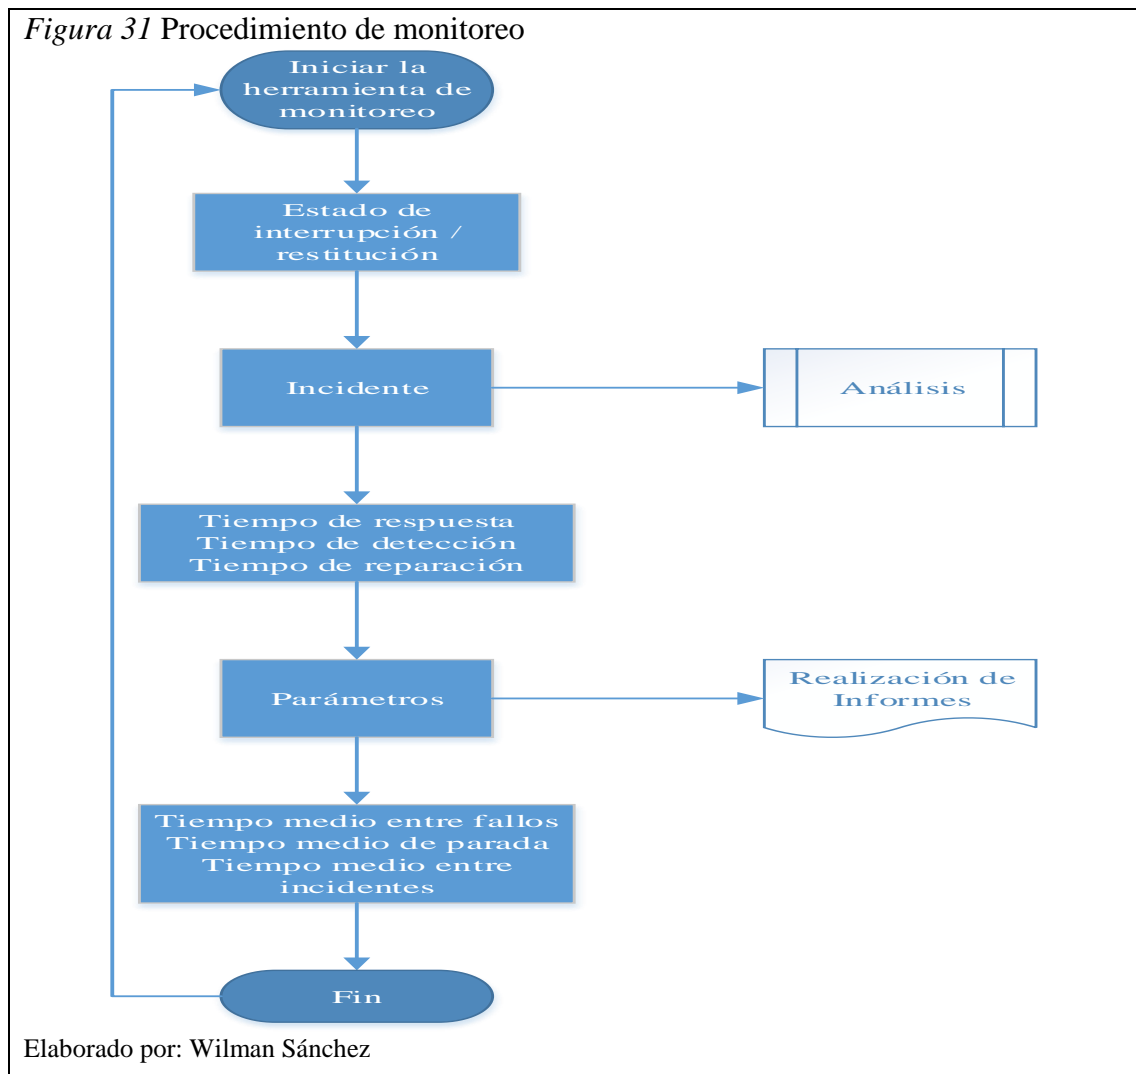 Figura 31 Procedimiento de monitoreo
Iniciar la
herramienta de
monitoreo
Estado de
interrupción /
restitución
Incidente
Análisis
Tiempo de respuesta
Tiempo de detección
Tiempo de reparación
Parámetros
Realización de
Informes
Tiempo medio entre fallos
Tiempo medio de parada
Tiempo medio entre
incidentes
Fin
Elaborado por: Wilman Sánchez